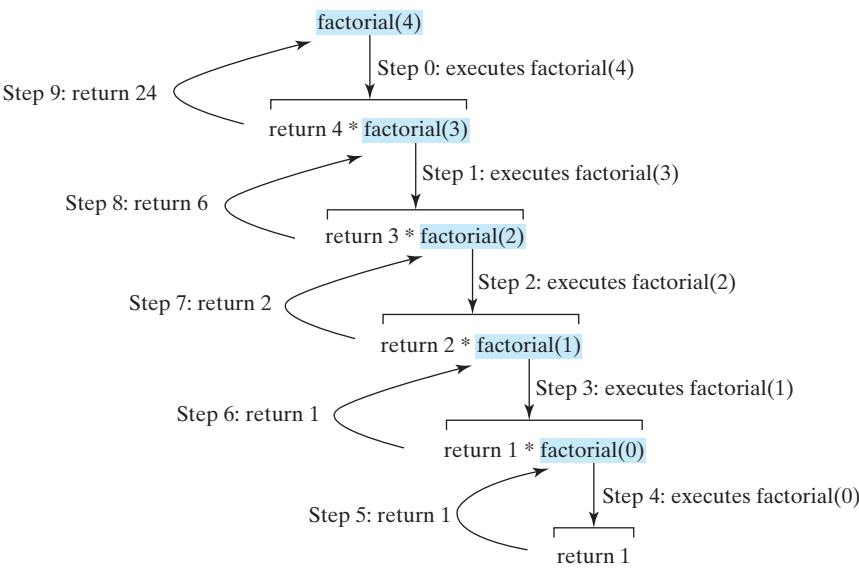 factorial(4)
Step 0: executes factorial(4)
Step 9: return 24
return 4 * factorial(3)
Step 1: executes factorial(3)
Step 8: return 6
return 3 * factorial(2)
Step 2: executes factorial(2)
Step 7: return 2
return 2 * factorial(1)
Step 3: executes factorial(1)
Step 6: return 1
return 1 * factorial(0)
Step 4: executes factorial(0)
Step 5: return 1
return 1